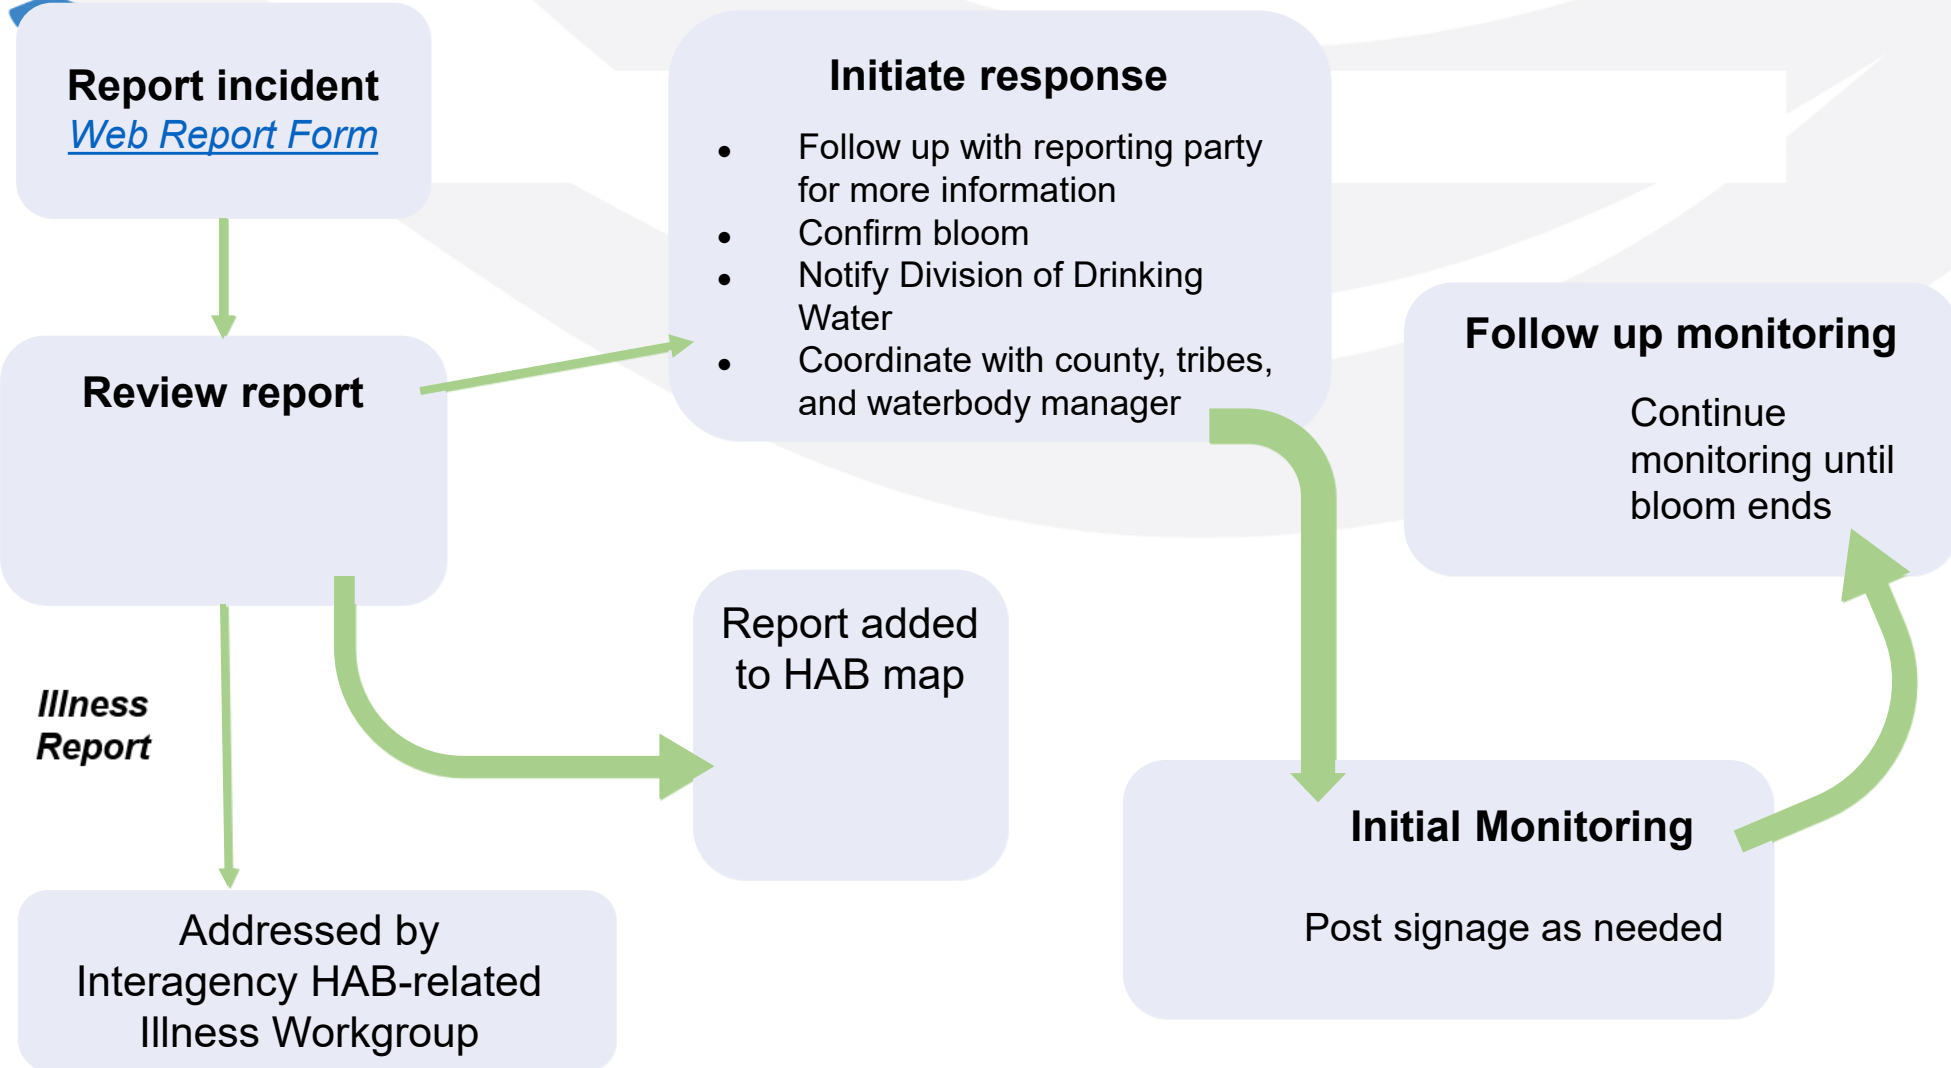 Report incident
Web Report Form
Initiate response
• Follow up with reporting party
for more information
• Confirm bloom
• Notify Division of Drinking
Water
• Coordinate with county, tribes,
and waterbody manager
Follow up monitoring
Continue
monitoring until
bloom ends
Review report
Report added
to HAB map
Illness
Report
Initial Monitoring
Post signage as needed
Addressed by
Interagency HAB-related
Illness Workgroup